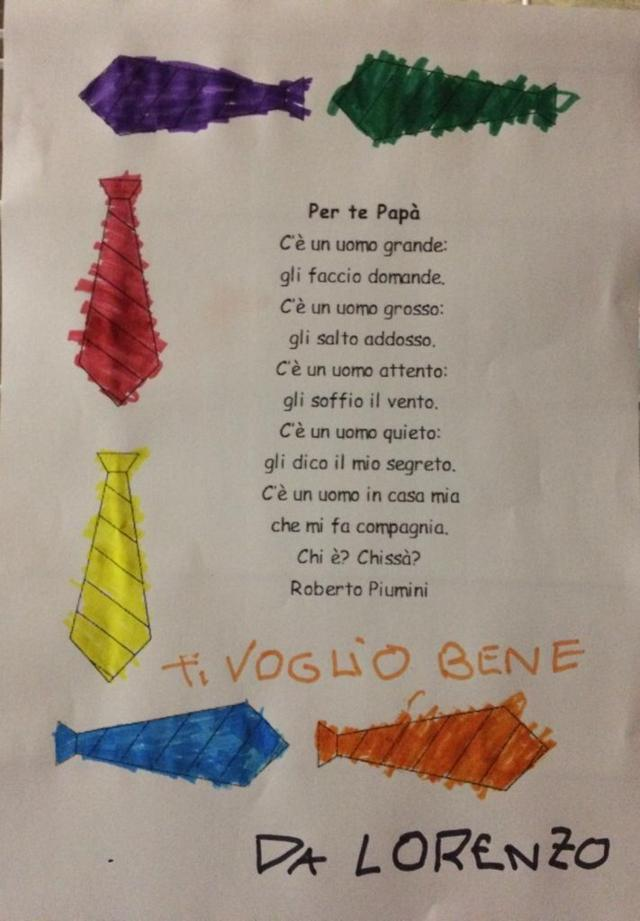 Per te Papà
C'è un uomo grande:
gli faccio domande.
C'è un uomo grosso:
gli salto addosso.
C'è un uomo attento:
gli soffio il vento.
C'è un uomo quieto:
gli dico il mio segreto.
C'è un uomo in casa mia
che mi fa compagnia.
Chi è? Chissà?
Roberto Piumini
Ti VOGLIO BENE
DA LORENZO